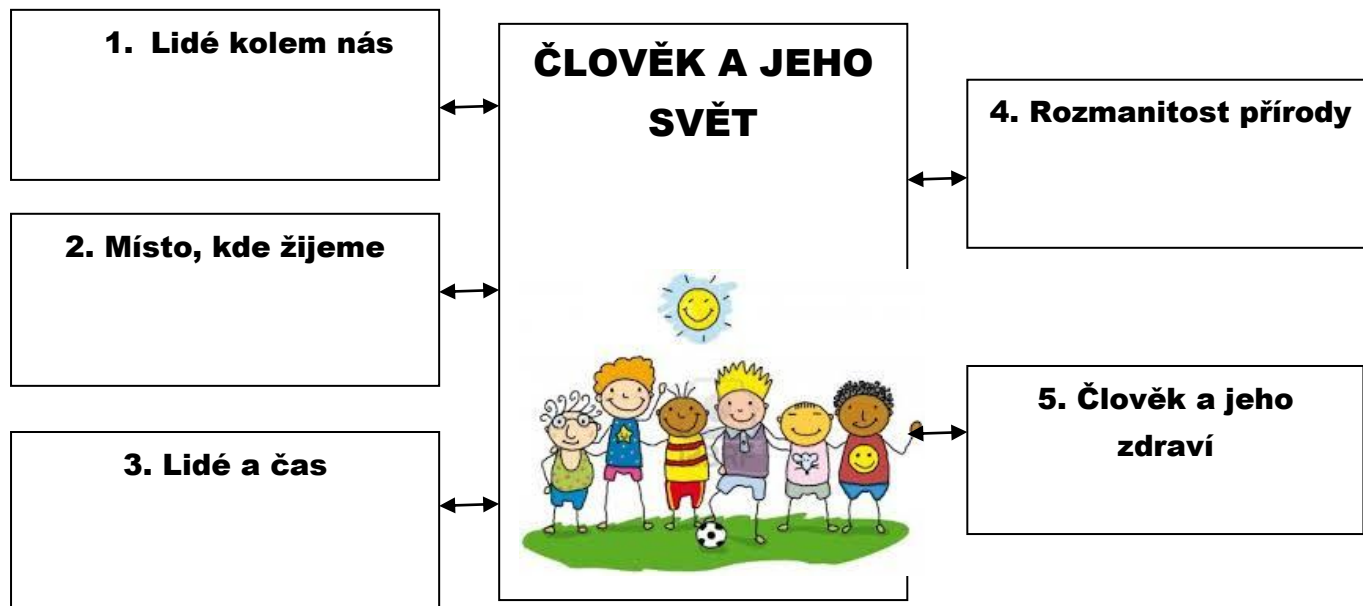 1. Lidé kolem nás
2. Místo, kde žijeme
3. Lidé a čas
ČLOVĚK A JEHO
SVĚT
4. Rozmanitost přírody
5. Člověk a jeho
zdraví